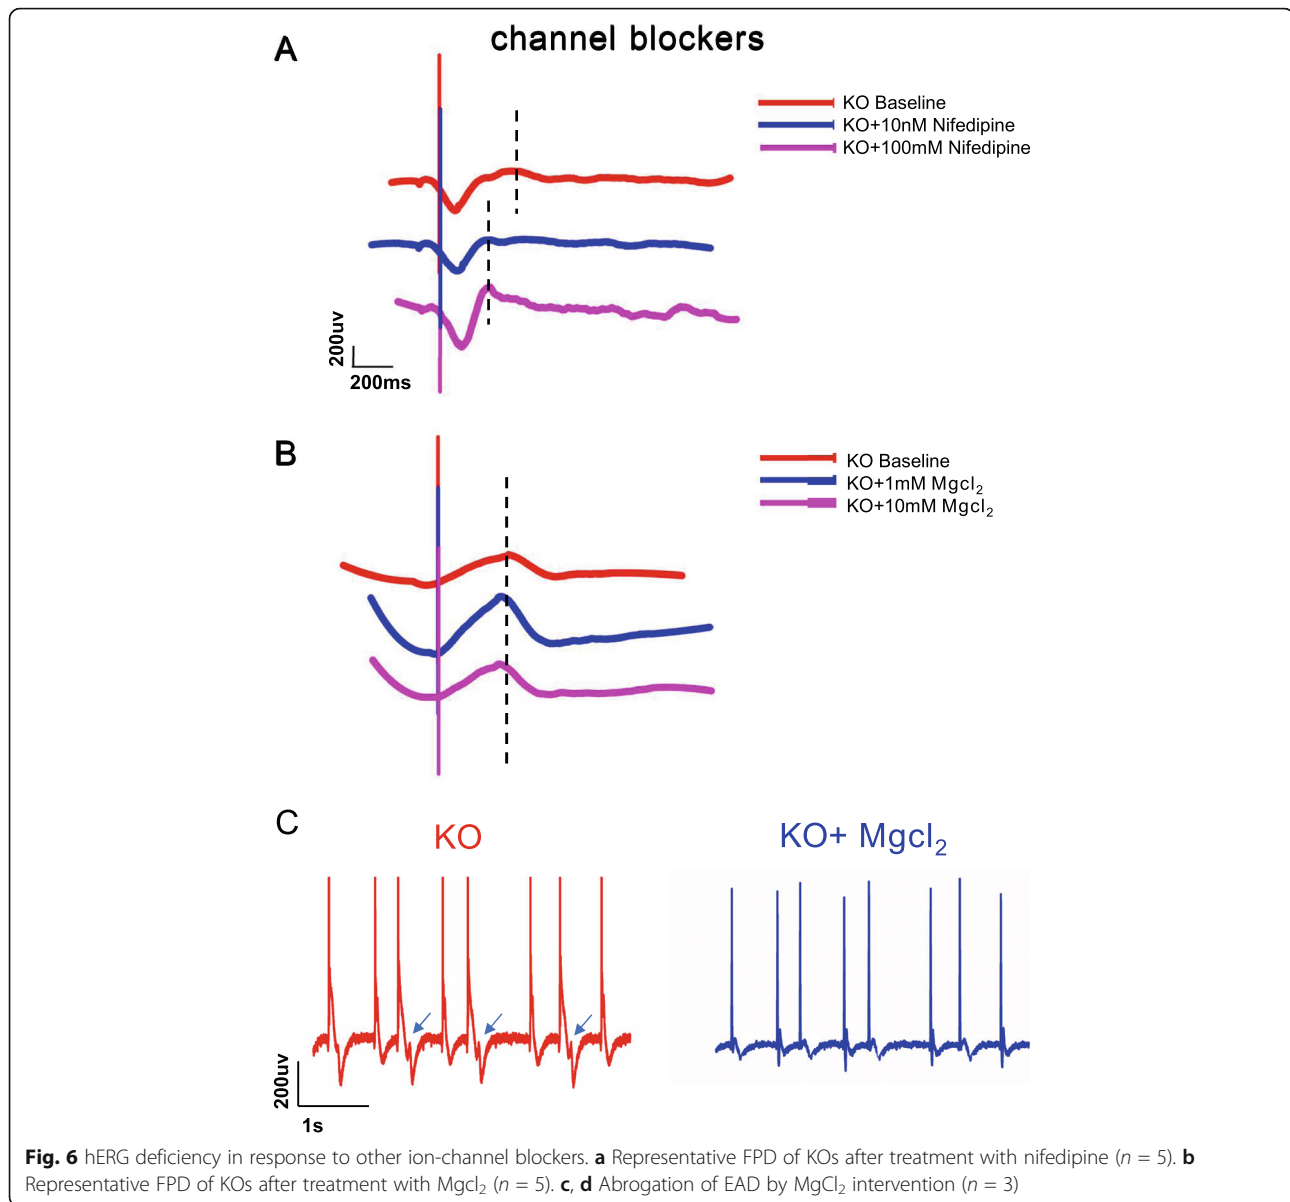 channel blockers
A
KO Baseline
KO+10nM Nifedipine
KO+100mM Nifedipine
200uv
200ms
B
KO Baseline
KO+1mM Mgcl2
KO+10mM Mgcl2
C
KO
KO+ Mgcl2
200uv
1s
Fig. 6 hERG deficiency in response to other ion-channel blockers. a Representative FPD of KOs after treatment with nifedipine (n = 5). b
Representative FPD of KOs after treatment with Mgcl2 (n = 5). c, d Abrogation of EAD by MgCl2 intervention (n = 3)